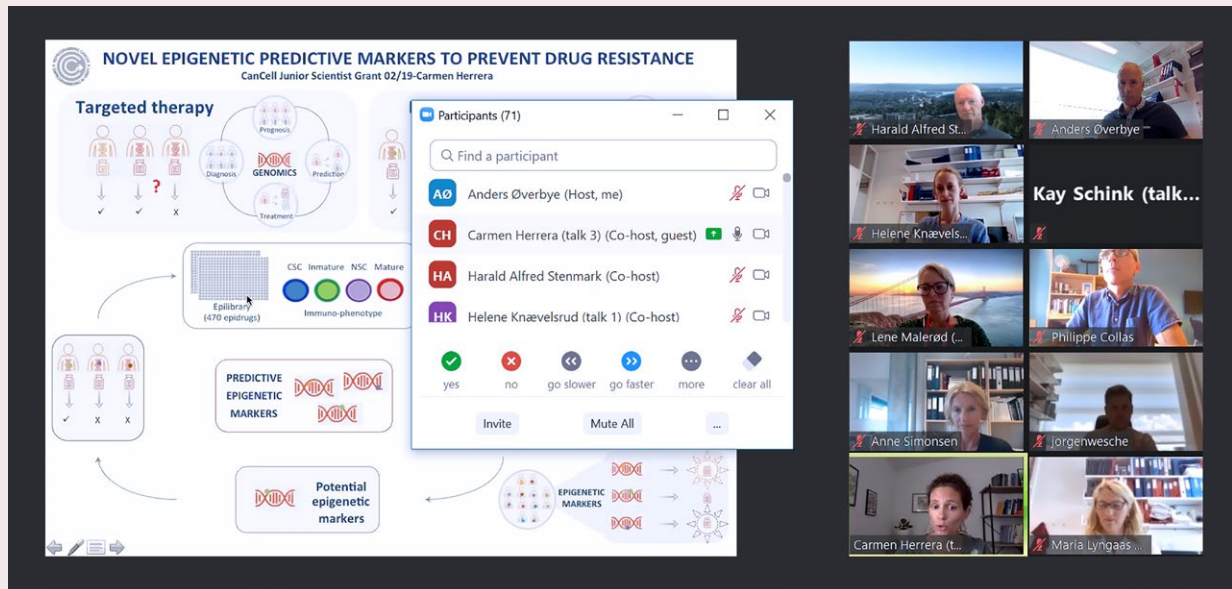 NOVEL EPIGENETIC PREDICTIVE MARKERS TO PREVENT DRUG RESISTANCE
CanCell Junior Scientist Grant 02/19-Carmen Herrera
Targeted therapy
Prognosis
Diagnosis
GENOMICS
Prediction
Treatment
?
✓ ✓ X
✓
CSC Inmature NSC Mature
Epilibrary
(470 epidrugs)
Immuno-phenotype
✓ X X
PREDICTIVE
EPIGENETIC
MARKERS
Potential
epigenetic
markers
EPIGENETIC
MARKERS
Participants (71)
Find a participant
AØ Anders Øverbye (Host, me)
CH Carmen Herrera (talk 3) (Co-host, guest)
HA Harald Alfred Stenmark (Co-host)
HK Helene Knævelsrud (talk 1) (Co-host)
yes no go slower go faster more clear all
Invite Mute All ...
Harald Alfred St...
Anders Øverbye
Helene Knævels...
Kay Schink (talk...
Lene Malerød (...
Philippe Collas
Anne Simonsen
jorgenwesche
Carmen Herrera (t...
Maria Lyngaas ...